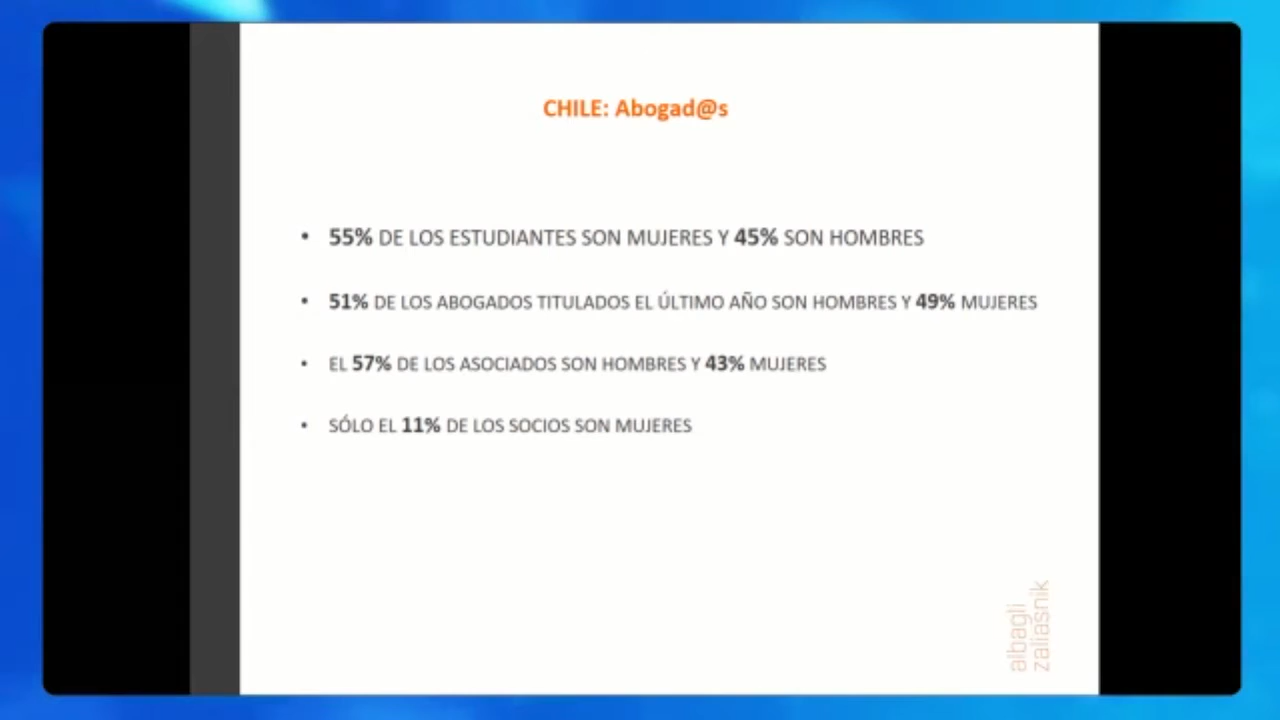 CHILE: Abogad@s
• 55% DE LOS ESTUDIANTES SON MUJERES Y 45% SON HOMBRES
• 51% DE LOS ABOGADOS TITULADOS EL ÚLTIMO AÑO SON HOMBRES Y 49% MUJERES
• EL 57% DE LOS ASOCIADOS SON HOMBRES Y 43% MUJERES
• SÓLO EL 11% DE LOS SOCIOS SON MUJERES
albagli
zaliasnik